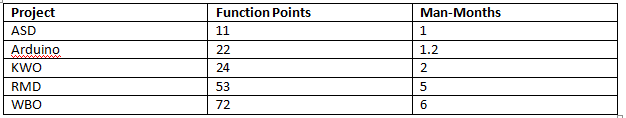 Project Function Points Man-Months
ASD 11 1
Arduino 22 1.2
KWO 24 2
RMD 53 5
WBO 72 6